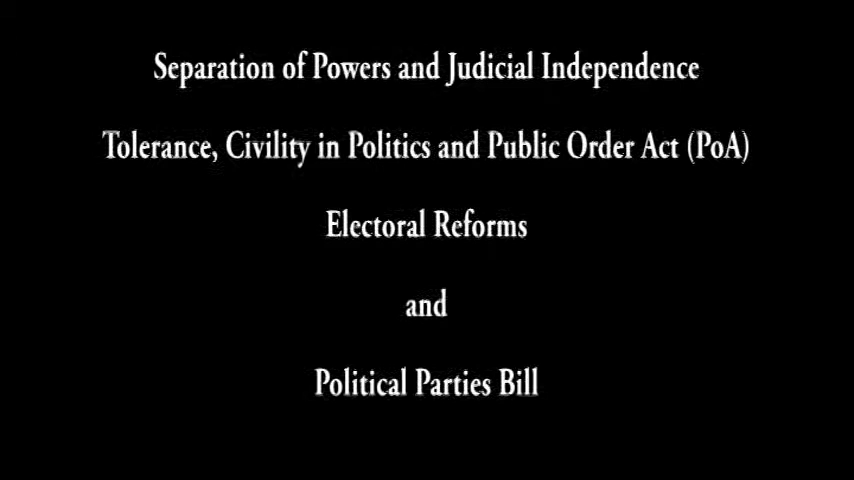 Separation of Powers and Judicial Independence
Tolerance, Civility in Politics and Public Order Act (PoA)
Electoral Reforms
and
Political Parties Bill